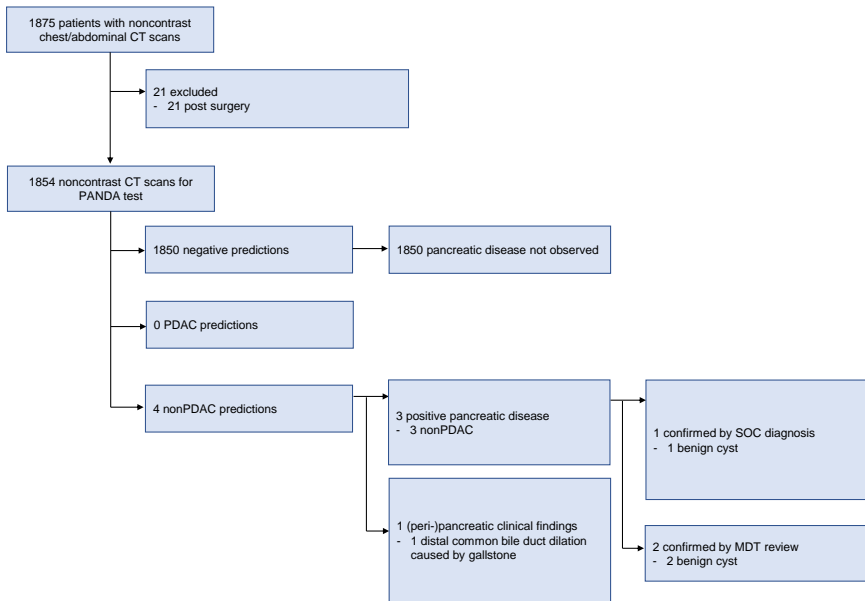 1875 patients with noncontrast
chest/abdominal CT scans
21 excluded
- 21 post surgery
1854 noncontrast CT scans for
PANDA test
1850 negative predictions
1850 pancreatic disease not observed
0 PDAC predictions
4 nonPDAC predictions
3 positive pancreatic disease
- 3 nonPDAC
1 confirmed by SOC diagnosis
- 1 benign cyst
1 (peri-)pancreatic clinical findings
- 1 distal common bile duct dilation
caused by gallstone
2 confirmed by MDT review
- 2 benign cyst